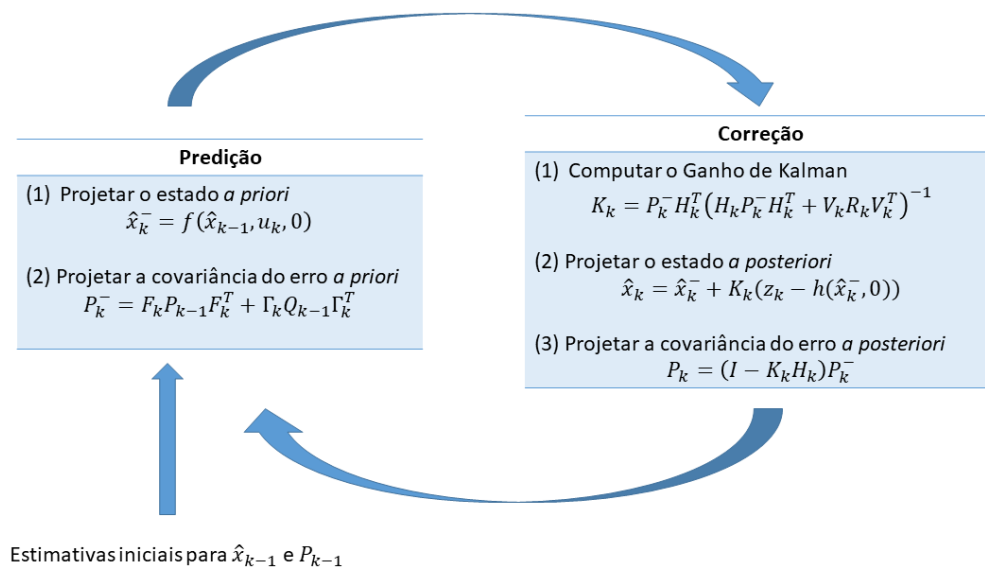 Predição
(1) Projetar o estado a priori
x̂ₖ⁻ = f(x̂ₖ₋₁, uₖ, 0)
(2) Projetar a covariância do erro a priori
Pₖ⁻ = FₖPₖ₋₁Fₖᵀ + ΓₖQₖ₋₁Γₖᵀ
Correção
(1) Computar o Ganho de Kalman
Kₖ = Pₖ⁻Hₖᵀ(HₖPₖ⁻Hₖᵀ + VₖRₖVₖᵀ)⁻¹
(2) Projetar o estado a posteriori
x̂ₖ = x̂ₖ⁻ + Kₖ(zₖ − h(x̂ₖ⁻, 0))
(3) Projetar a covariância do erro a posteriori
Pₖ = (I − KₖHₖ)Pₖ⁻
Estimativas iniciais para x̂ₖ₋₁ e Pₖ₋₁